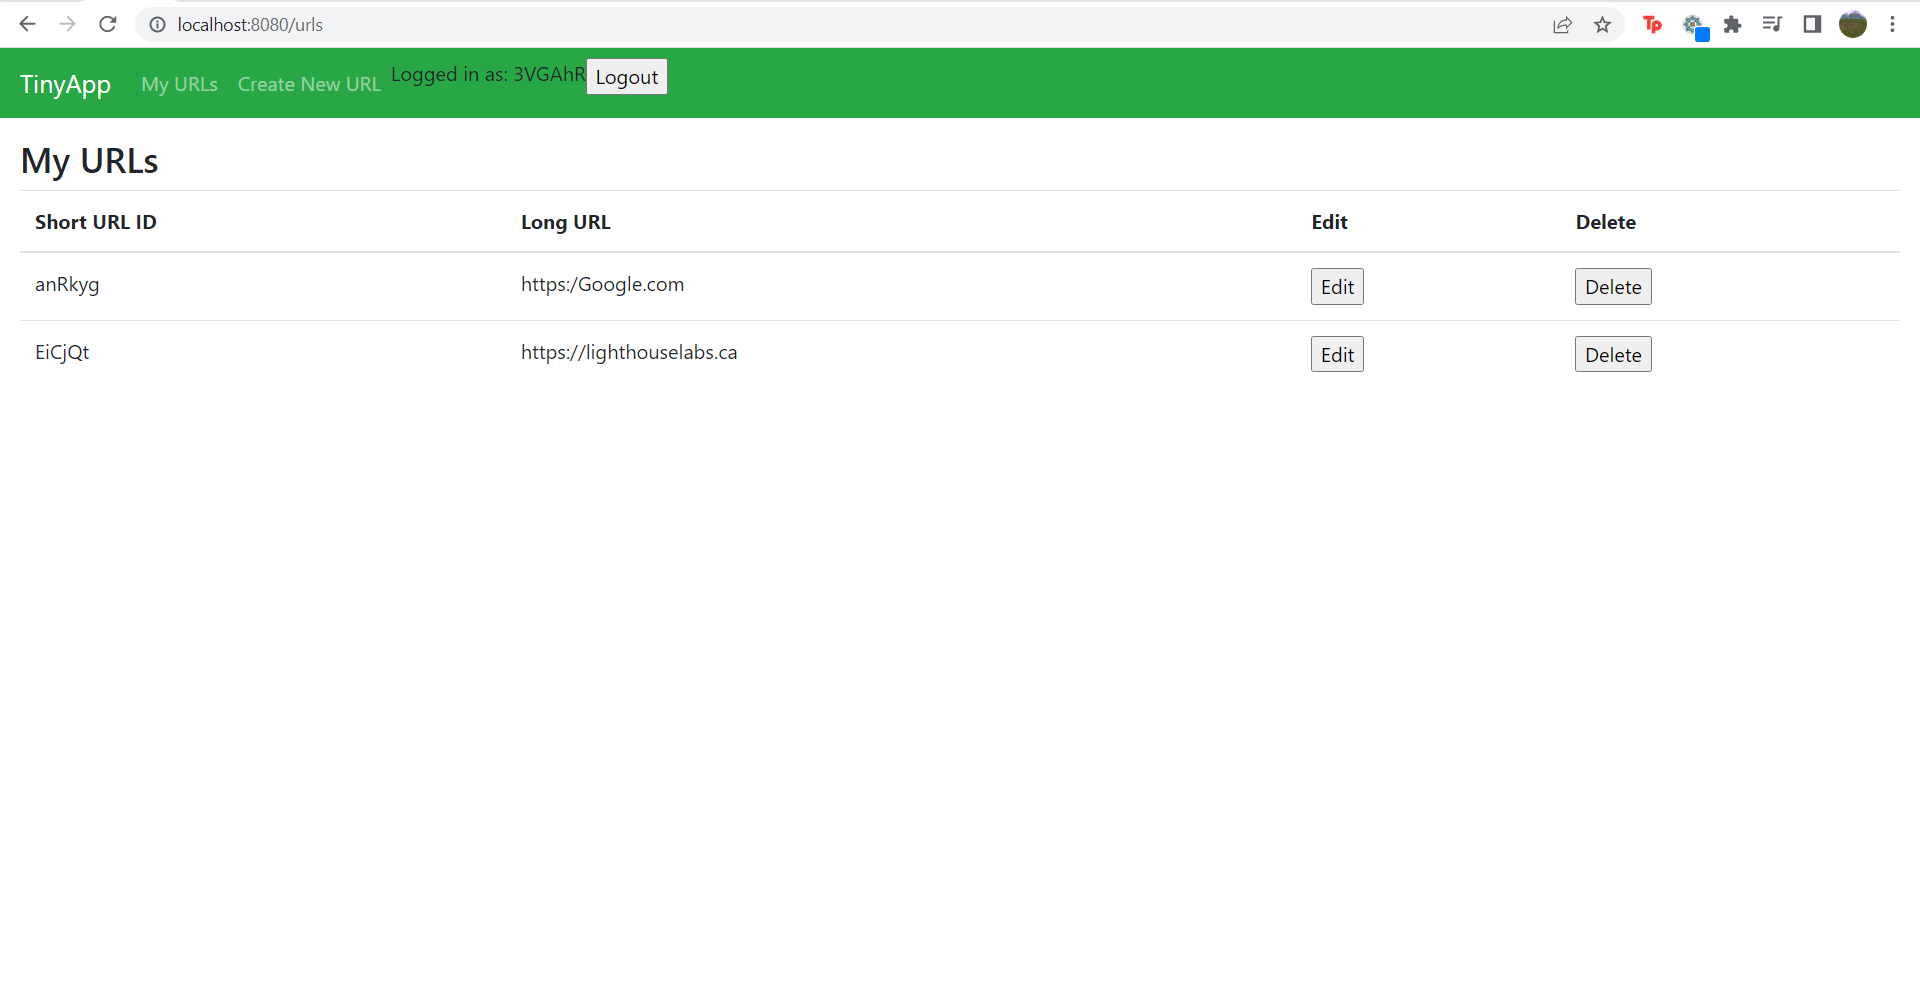 localhost:8080/urls
Tp
TinyApp My URLs Create New URL Logged in as: 3VGAhR Logout
My URLs
Short URL ID Long URL Edit Delete
anRkyg https:/Google.com Edit Delete
EiCjQt https://lighthouselabs.ca Edit Delete